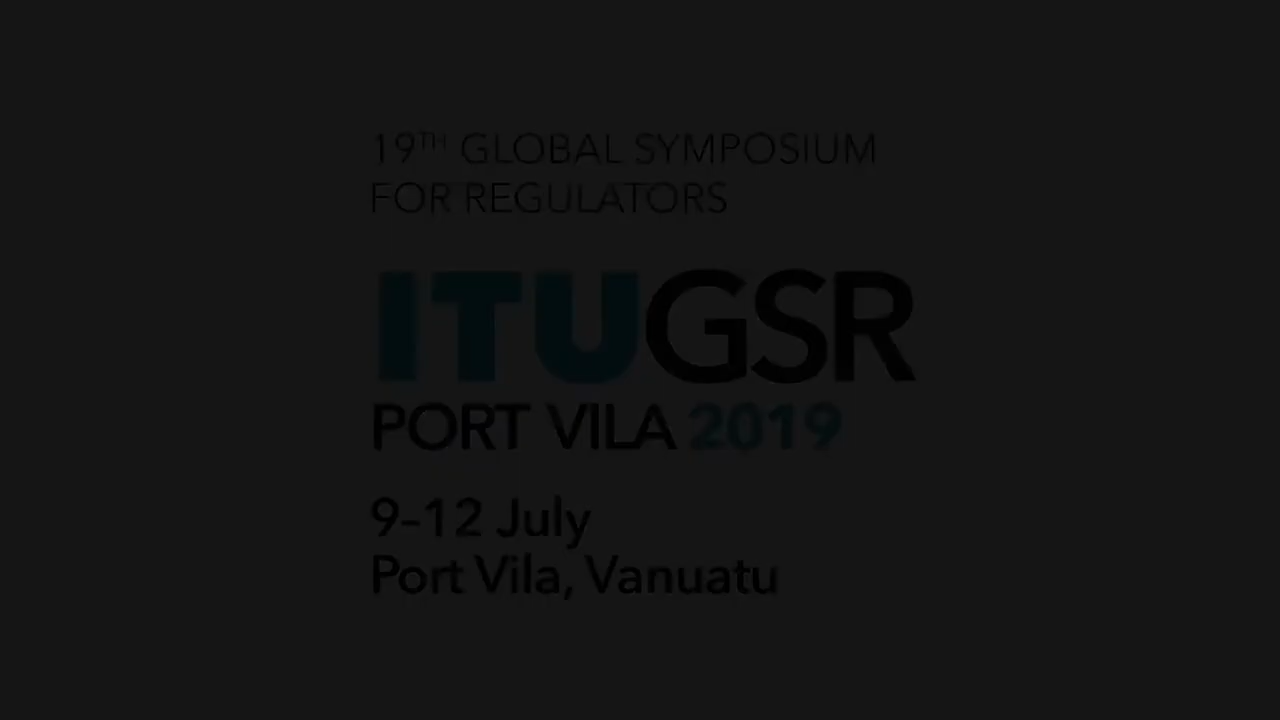 19TH GLOBAL SYMPOSIUM
FOR REGULATORS
ITUGSR
PORT VILA 2019
9-12 July
Port Vila, Vanuatu